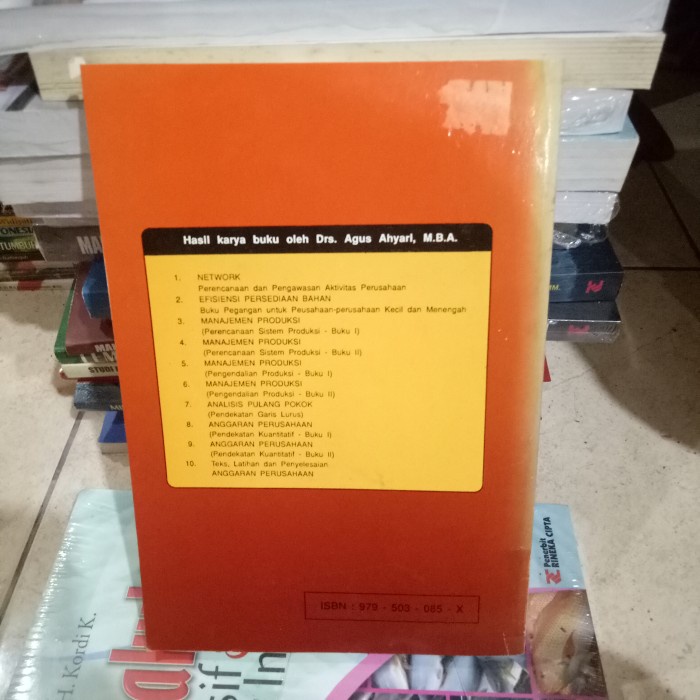 Hasil karya buku oleh Drs. Agus Ahyari, M.B.A.
1. NETWORK
Perencanaan dan Pengawasan Aktivitas Perusahaan
2. EFISIENSI PERSEDIAAN BAHAN
Buku Pegangan untuk Peusahaan-perusahaan Kecil dan Menengah
3. MANAJEMEN PRODUKSI
(Perencanaan Sistem Produksi - Buku I)
4. MANAJEMEN PRODUKSI
(Perencanaan Sistem Produksi - Buku II)
5. MANAJEMEN PRODUKSI
(Pengendalian Produksi - Buku I)
6. MANAJEMEN PRODUKSI
(Pengendalian Produksi - Buku II)
7. ANALISIS PULANG POKOK
(Pendekatan Garis Lurus)
8. ANGGARAN PERUSAHAAN
(Pendekatan Kuantitatif - Buku I)
9. ANGGARAN PERUSAHAAN
(Pendekatan Kuantitatif - Buku II)
10. Teks, Latihan dan Penyelesaian
ANGGARAN PERUSAHAAN
ISBN : 979 - 503 - 085 - X
Penerbit
RINEKA CIPTA
H. Kordi K.